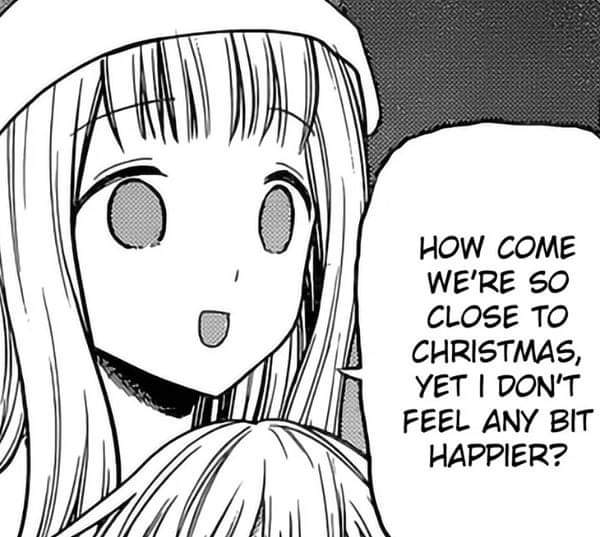 HOW COME
WE'RE SO
CLOSE TO
CHRISTMAS,
YET I DON'T
FEEL ANY BIT
HAPPIER?